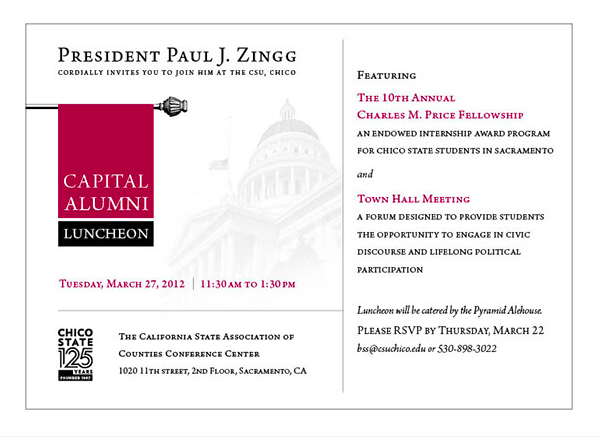 President Paul J. Zingg
cordially invites you to join him at the CSU, Chico
CAPITAL
ALUMNI
LUNCHEON
Tuesday, March 27, 2012 | 11:30 am to 1:30 pm
CHICO
STATE
125
YEARS
FOUNDED 1887
The California State Association of
Counties Conference Center
1020 11th street, 2nd Floor, Sacramento, CA
Featuring
The 10th Annual
Charles M. Price Fellowship
an endowed internship award program
for Chico State students in Sacramento
and
Town Hall Meeting
a forum designed to provide students
the opportunity to engage in civic
discourse and lifelong political
participation
Luncheon will be catered by the Pyramid Alehouse.
Please RSVP by Thursday, March 22
bss@csuchico.edu or 530-898-3022